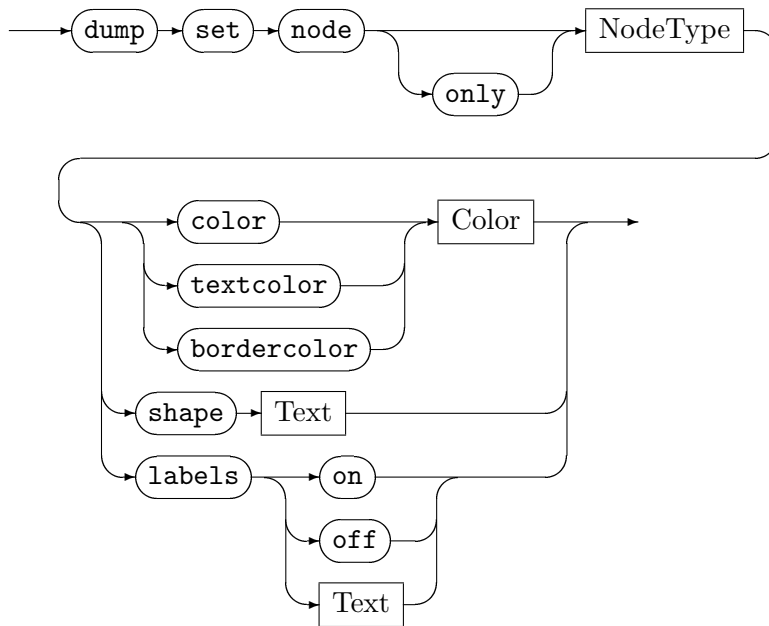 dump set node NodeType
only
color Color
textcolor
bordercolor
shape Text
labels on
off
Text